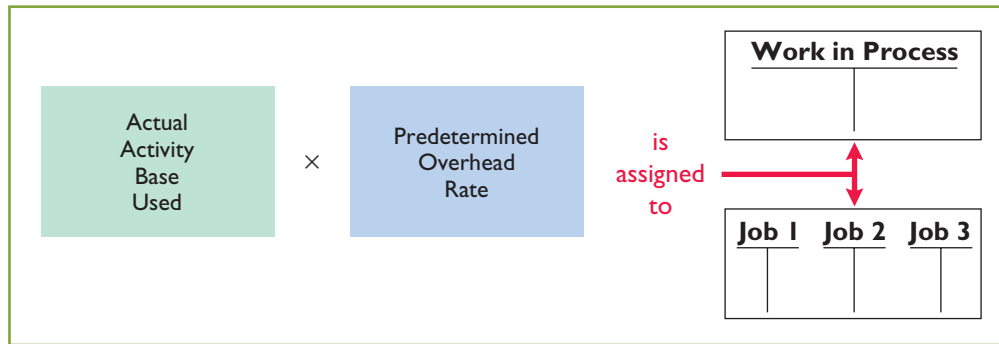 Actual
Activity
Base
Used
×
Predetermined
Overhead
Rate
is
assigned
to
Work in Process
Job 1 Job 2 Job 3